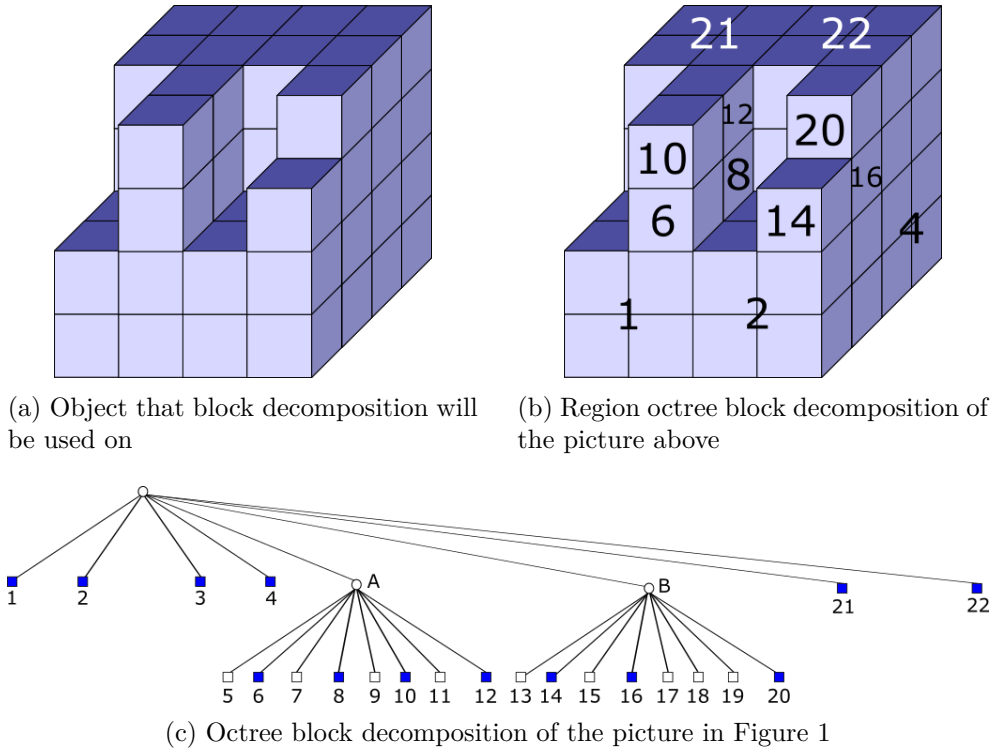 21 22
12
20
10
8
16
6
14
4
1
2
(a) Object that block decomposition will
be used on
(b) Region octree block decomposition of
the picture above
A
B
1 2 3 4
21 22
5 6 7 8 9 10 11 12 13 14 15 16 17 18 19 20
(c) Octree block decomposition of the picture in Figure 1